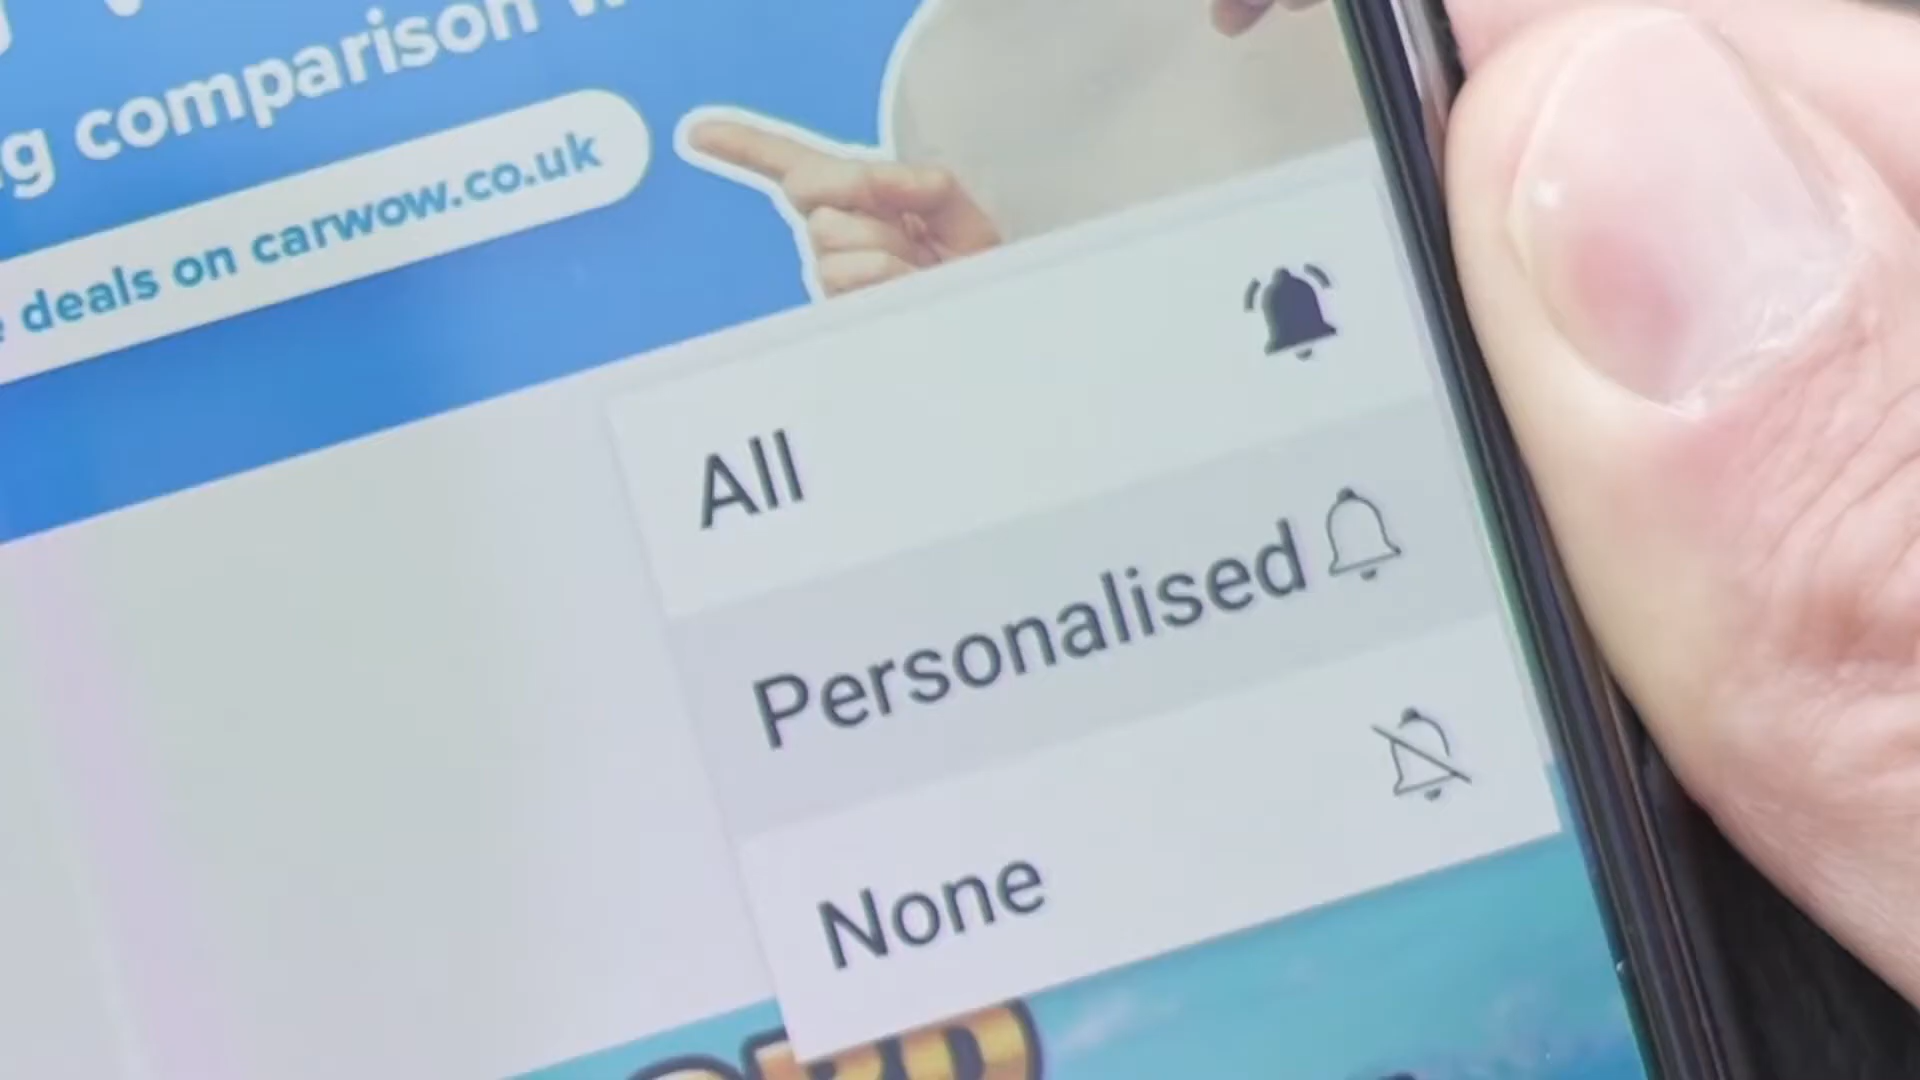 comparison
deals on carwow.co.uk
All
Personalised
None